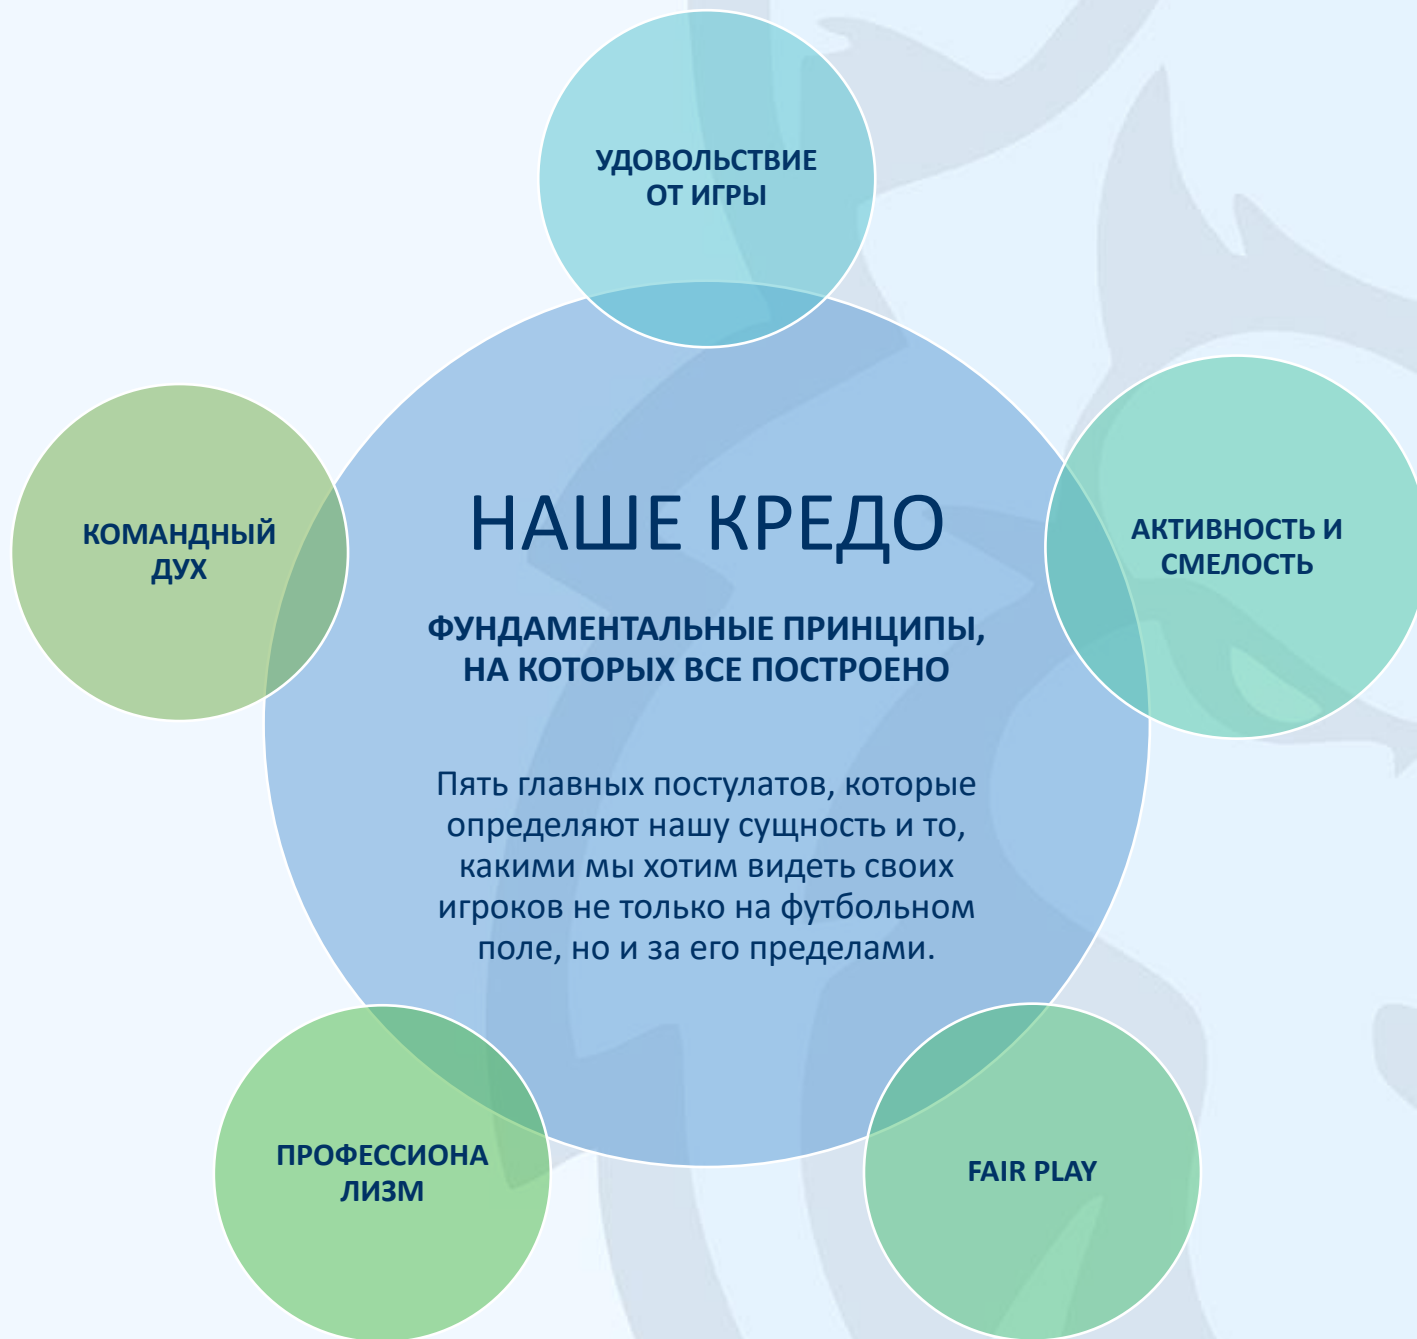 УДОВОЛЬСТВИЕ
ОТ ИГРЫ
КОМАНДНЫЙ
ДУХ
НАШЕ КРЕДО
ФУНДАМЕНТАЛЬНЫЕ ПРИНЦИПЫ,
НА КОТОРЫХ ВСЕ ПОСТРОЕНО
Пять главных постулатов, которые
определяют нашу сущность и то,
какими мы хотим видеть своих
игроков не только на футбольном
поле, но и за его пределами.
АКТИВНОСТЬ И
СМЕЛОСТЬ
ПРОФЕССИОНА
ЛИЗМ
FAIR PLAY